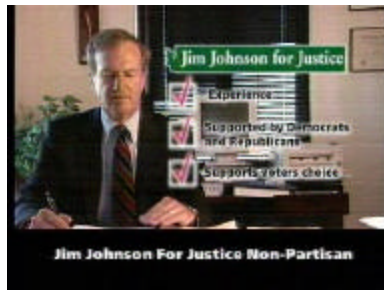 Jim Johnson for Justice
Experience
Supported by Democrats
and Republicans
Supports voters choice
Jim Johnson For Justice Non-Partisan